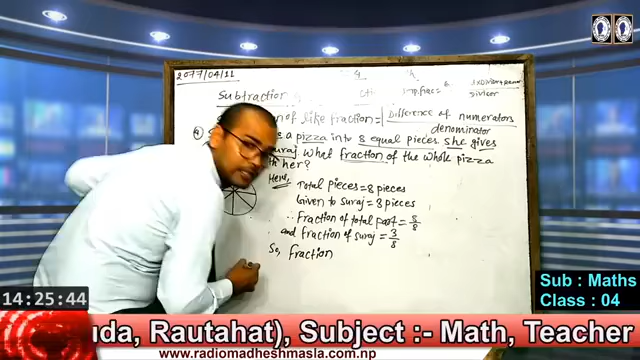 2077/04/11
Subtraction
of like fraction = Difference of numerators
denominator
s a pizza into 8 equal pieces she gives
suraj What fraction of the whole pizza
th her?
Here,
Total pieces = 8 pieces
Given to suraj = 3 pieces
∴ Fraction of total part = 8/8
and fraction of suraj = 3/8
So, fraction
Sub : Maths
Class : 04
14:25:44
uda, Rautahat), Subject :- Math, Teacher
www.radiomadheshmasla.com.np